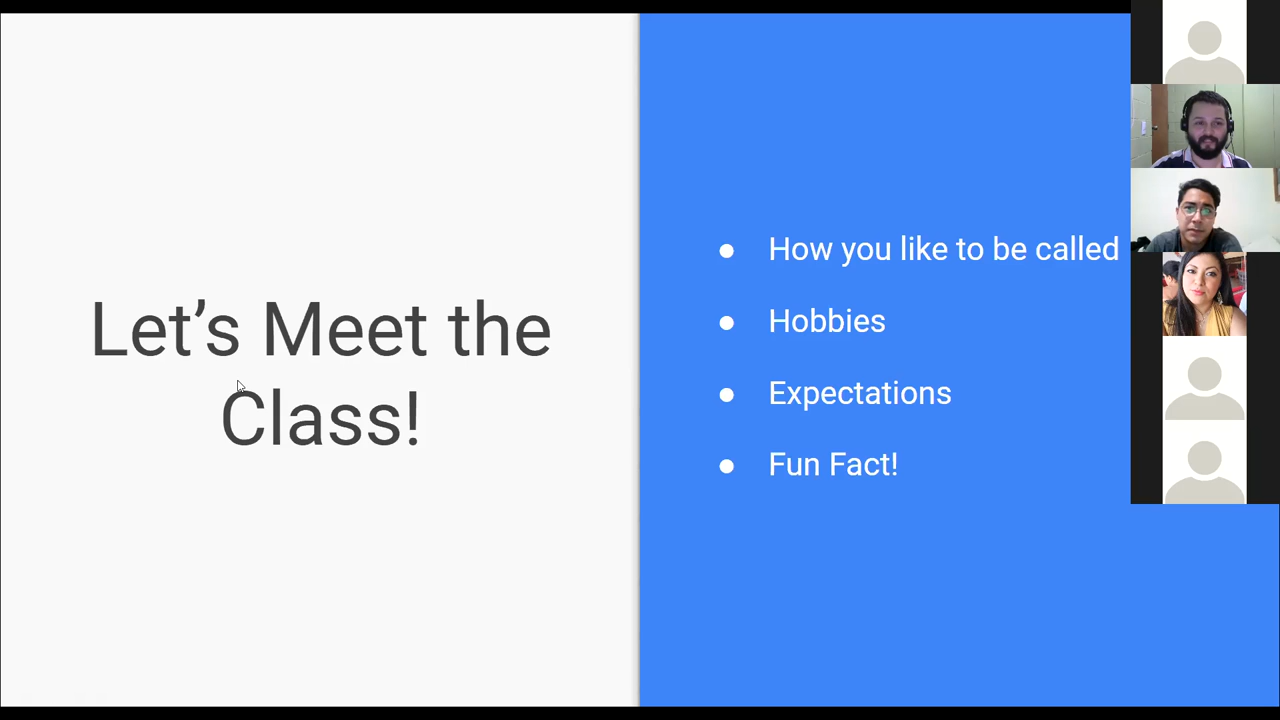 Let’s Meet the
Class!
● How you like to be called
● Hobbies
● Expectations
● Fun Fact!